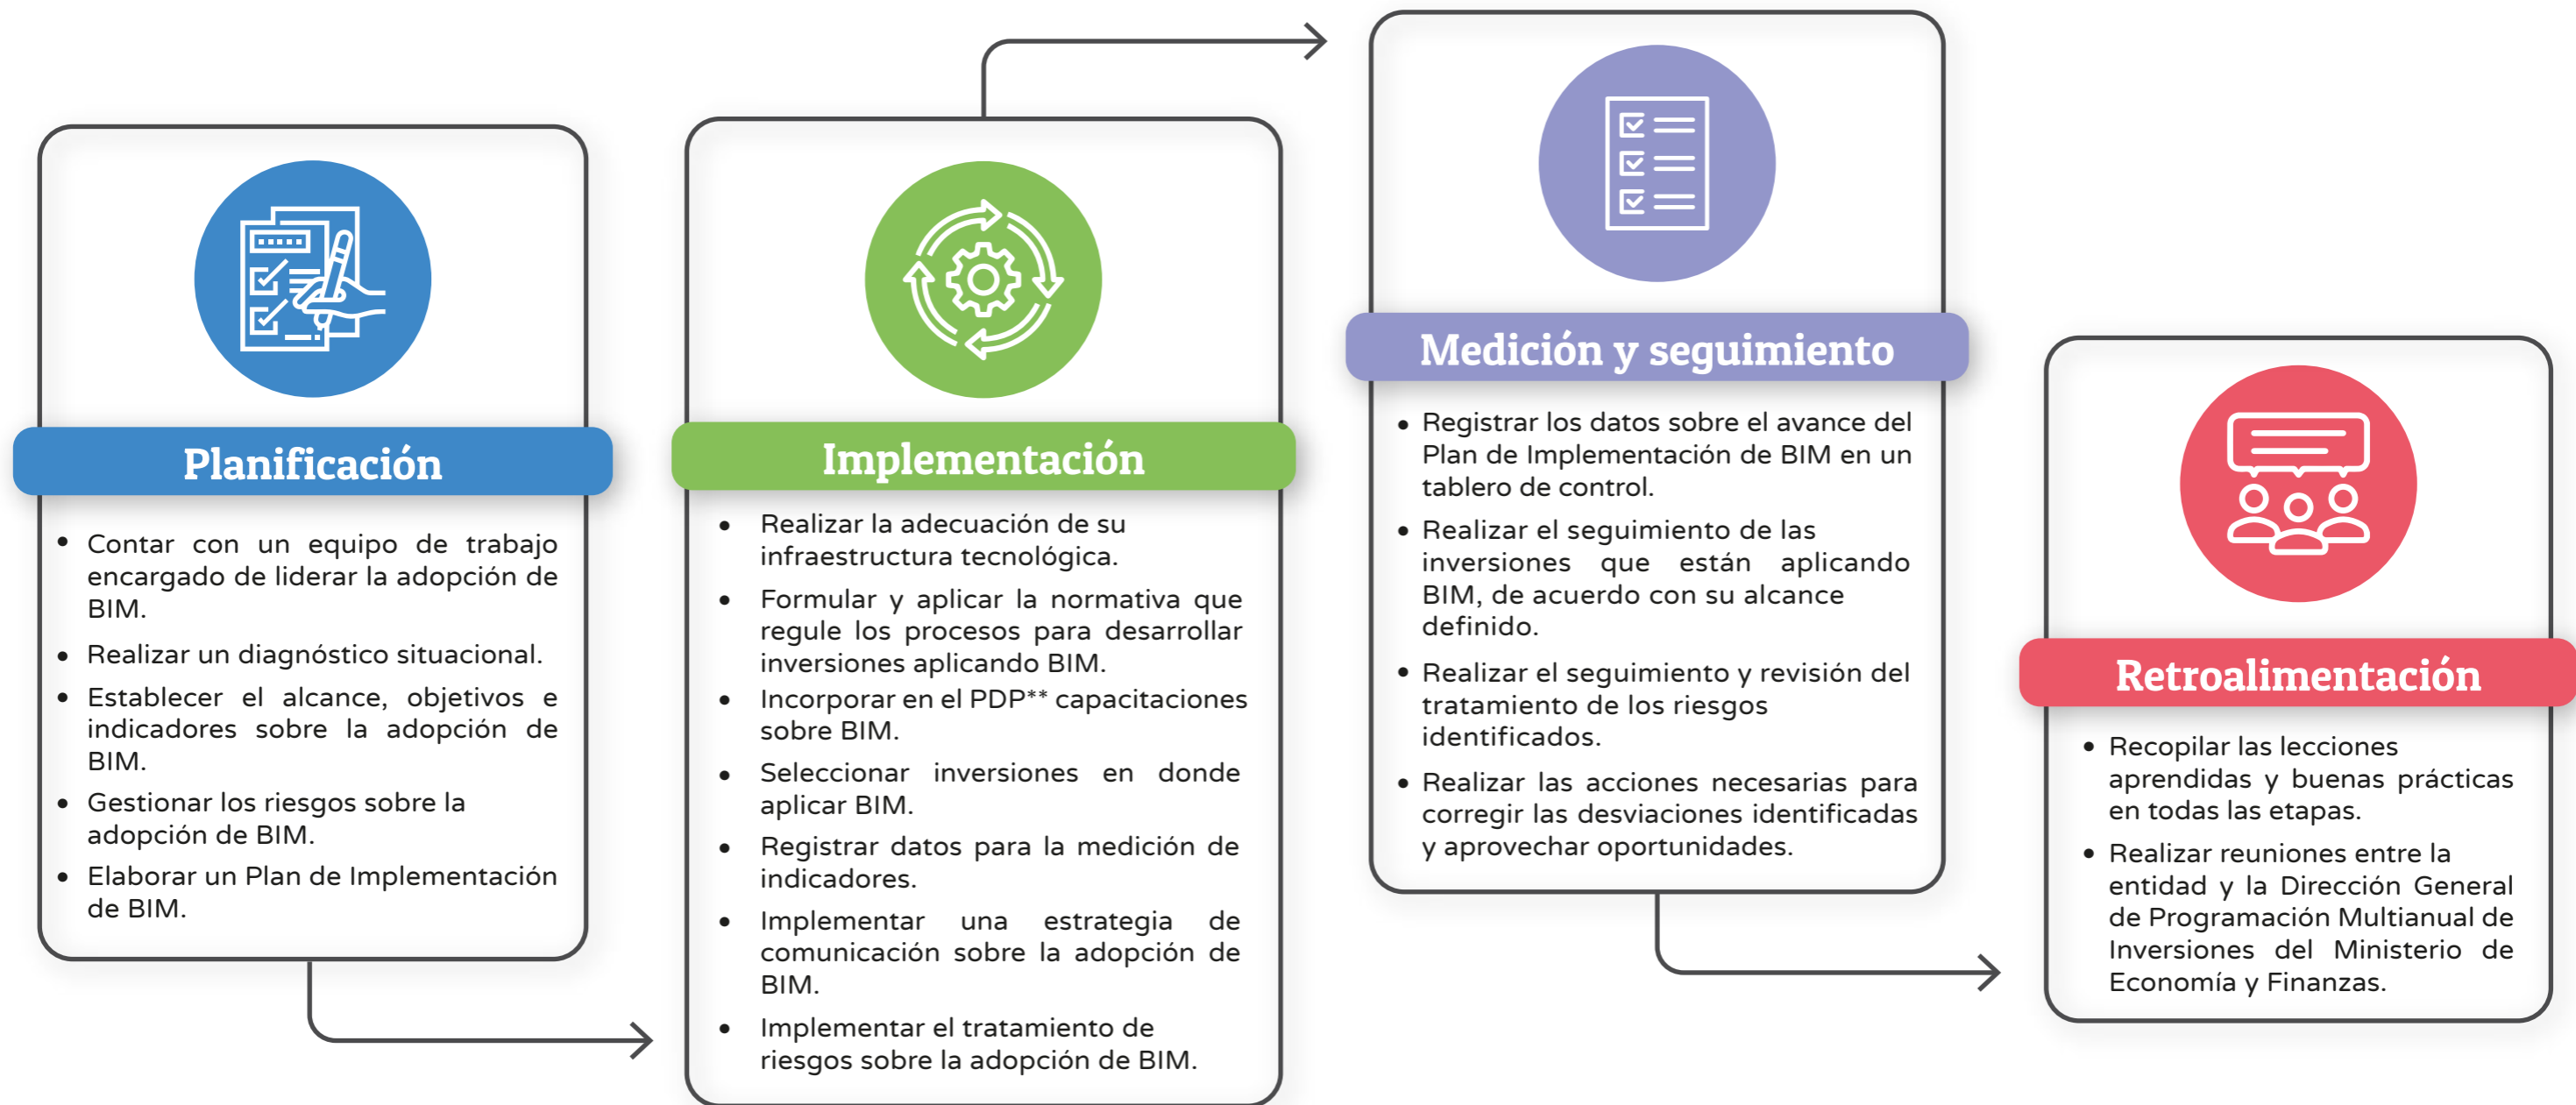 Planificación
Contar con un equipo de trabajo
encargado de liderar la adopción de
BIM.
Realizar un diagnóstico situacional.
Establecer el alcance, objetivos e
indicadores sobre la adopción de
BIM.
Gestionar los riesgos sobre la
adopción de BIM.
Elaborar un Plan de Implementación
de BIM.
Implementación
Realizar la adecuación de su
infraestructura tecnológica.
Formular y aplicar la normativa que
regule los procesos para desarrollar
inversiones aplicando BIM.
Incorporar en el PDP** capacitaciones
sobre BIM.
Seleccionar inversiones en donde
aplicar BIM.
Registrar datos para la medición de
indicadores.
Implementar una estrategia de
comunicación sobre la adopción de
BIM.
Implementar el tratamiento de
riesgos sobre la adopción de BIM.
Medición y seguimiento
Registrar los datos sobre el avance del
Plan de Implementación de BIM en un
tablero de control.
Realizar el seguimiento de las
inversiones que están aplicando
BIM, de acuerdo con su alcance
definido.
Realizar el seguimiento y revisión del
tratamiento de los riesgos
identificados.
Realizar las acciones necesarias para
corregir las desviaciones identificadas
y aprovechar oportunidades.
Retroalimentación
Recopilar las lecciones
aprendidas y buenas prácticas
en todas las etapas.
Realizar reuniones entre la
entidad y la Dirección General
de Programación Multianual de
Inversiones del Ministerio de
Economía y Finanzas.